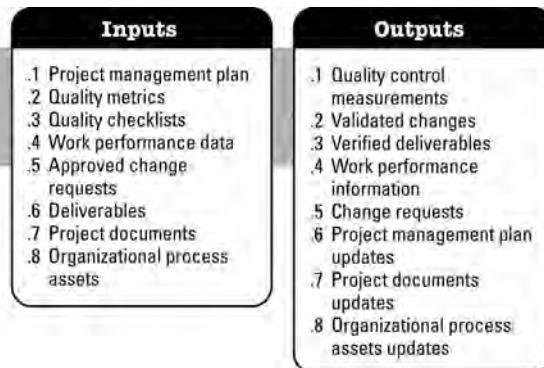 Inputs
.1 Project management plan
.2 Quality metrics
.3 Quality checklists
.4 Work performance data
.5 Approved change
requests
.6 Deliverables
.7 Project documents
.8 Organizational process
assets
Outputs
.1 Quality control
measurements
.2 Validated changes
.3 Verified deliverables
.4 Work performance
information
.5 Change requests
.6 Project management plan
updates
.7 Project documents
updates
.8 Organizational process
assets updates